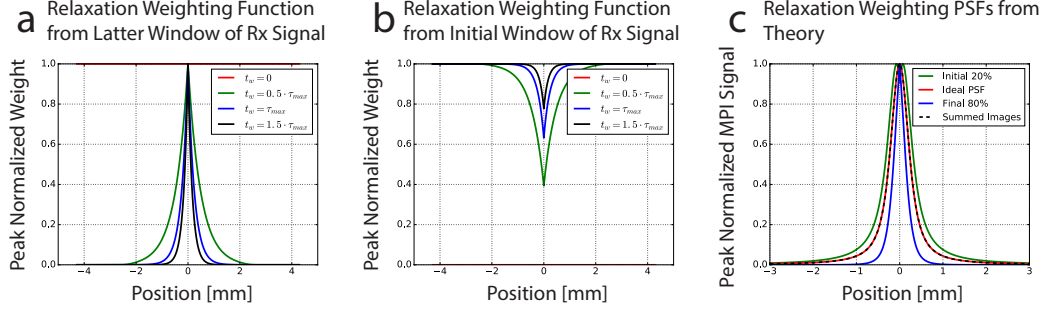 a
Relaxation Weighting Function
from Latter Window of Rx Signal
Peak Normalized Weight
1.0
0.8
0.6
0.4
0.2
0.0
−4
−2
0
2
4
t_w = 0
t_w = 0.5 · τ_max
t_w = τ_max
t_w = 1.5 · τ_max
Position [mm]
b
Relaxation Weighting Function
from Initial Window of Rx Signal
Peak Normalized Weight
1.0
0.8
0.6
0.4
0.2
0.0
−4
−2
0
2
4
t_w = 0
t_w = 0.5 · τ_max
t_w = τ_max
t_w = 1.5 · τ_max
Position [mm]
c
Relaxation Weighting PSFs from
Theory
Peak Normalized MPI Signal
1.0
0.8
0.6
0.4
0.2
0.0
−3
−2
−1
0
1
2
3
Initial 20%
Ideal PSF
Final 80%
Summed Images
Position [mm]